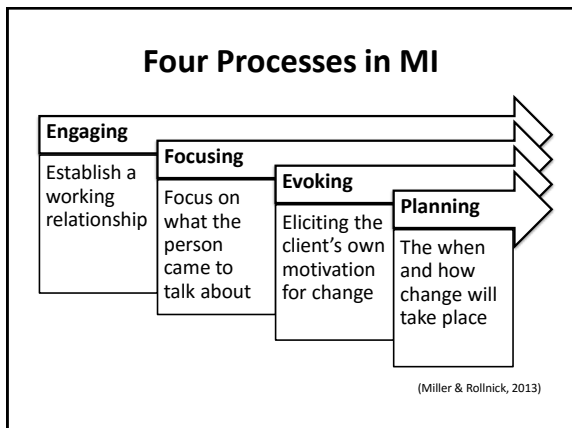 Four Processes in MI
Engaging
Establish a
working
relationship
Focusing
Focus on
what the
person
came to
talk about
Evoking
Eliciting the
client’s own
motivation
for change
Planning
The when
and how
change will
take place
(Miller & Rollnick, 2013)